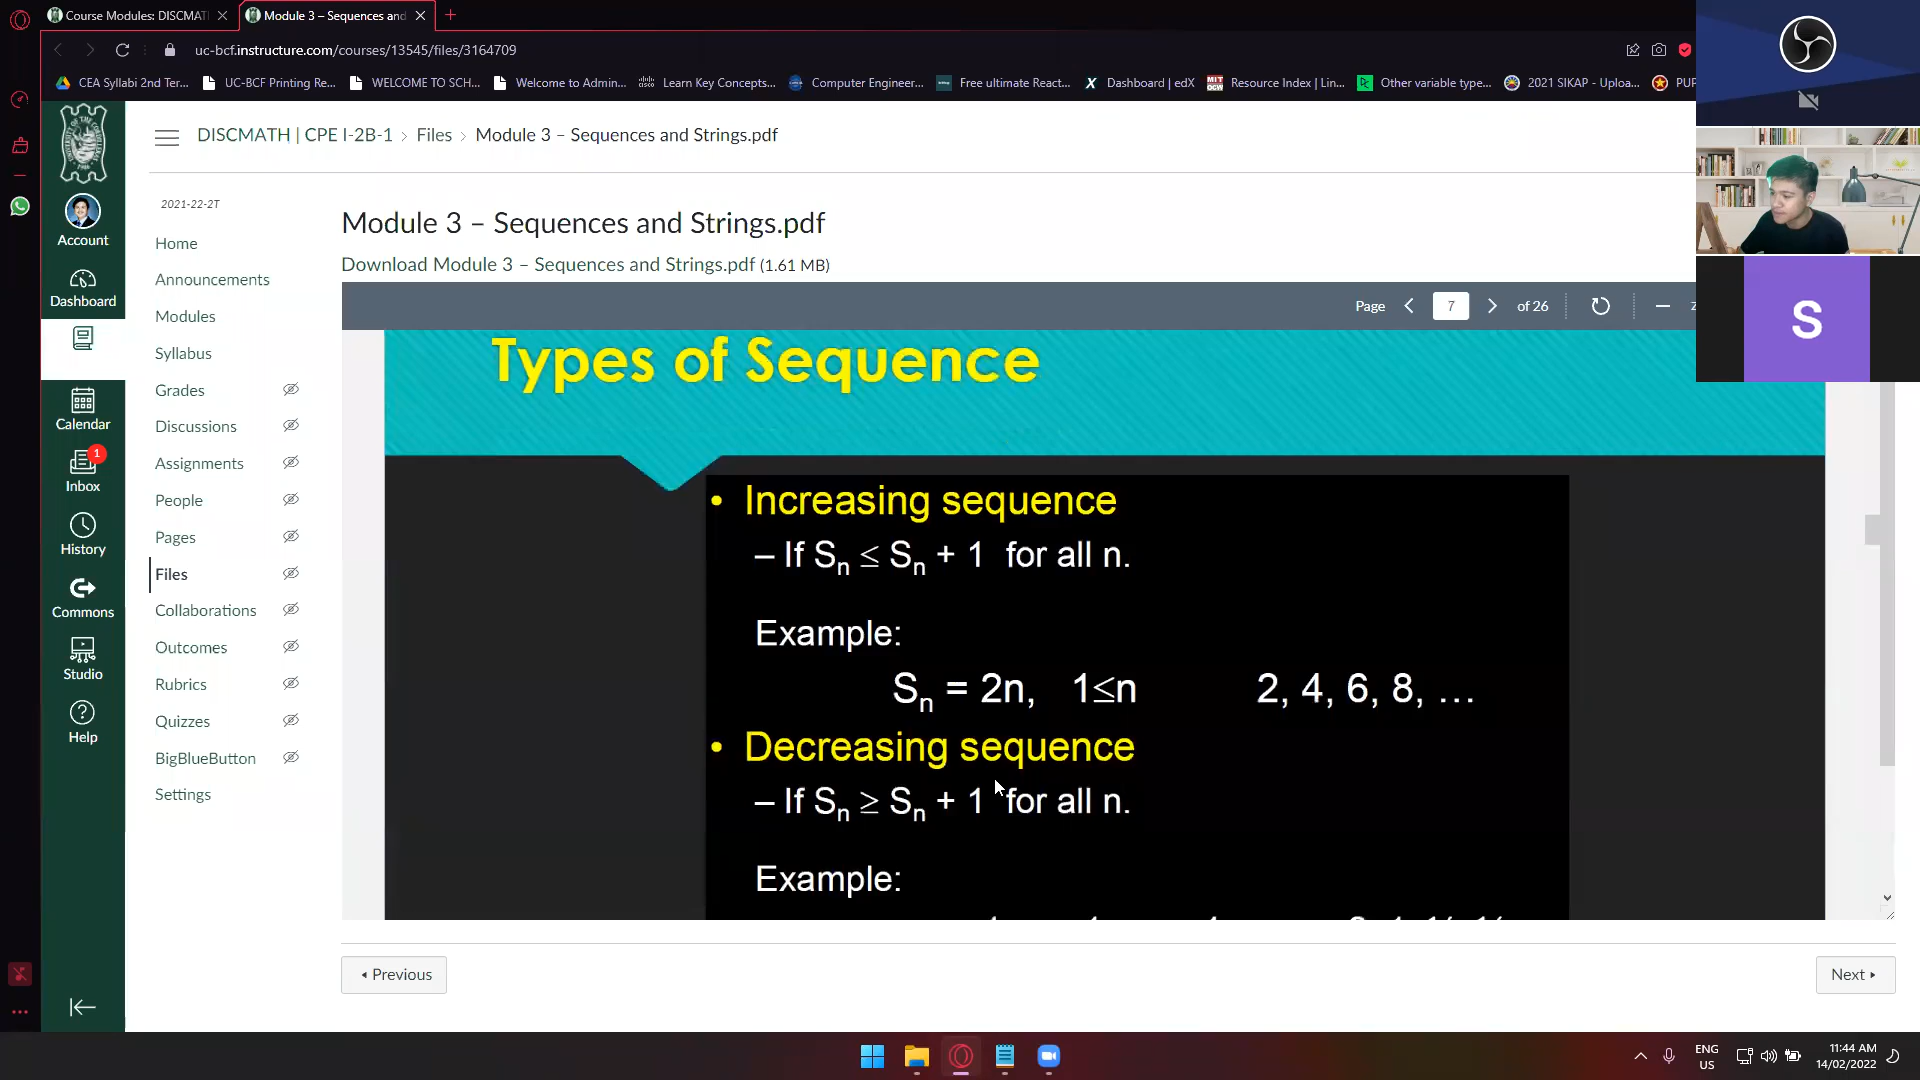 Course Modules: DISCMAT
Module 3 – Sequences and
uc-bcf.instructure.com/courses/13545/files/3164709
CEA Syllabi 2nd Ter...
UC-BCF Printing Re...
WELCOME TO SCH...
Welcome to Admin...
Learn Key Concepts...
Computer Engineer...
Free ultimate React...
Dashboard | edX
Resource Index | Lin...
Other variable type...
2021 SIKAP - Uploa...
PUP
DISCMATH | CPE I-2B-1 › Files › Module 3 – Sequences and Strings.pdf
2021-22-2T
Home
Announcements
Modules
Syllabus
Grades
Discussions
Assignments
People
Pages
Files
Collaborations
Outcomes
Rubrics
Quizzes
BigBlueButton
Settings
Account
Dashboard
Calendar
1
Inbox
History
Commons
Studio
Help
Module 3 – Sequences and Strings.pdf
Download Module 3 – Sequences and Strings.pdf (1.61 MB)
Page 7 of 26
S
Types of Sequence
• Increasing sequence
– If Sn ≤ Sn + 1 for all n.
Example:
Sn = 2n, 1≤n 2, 4, 6, 8, …
• Decreasing sequence
– If Sn ≥ Sn + 1 for all n.
Example:
Previous
Next
ENG
US
11:44 AM
14/02/2022